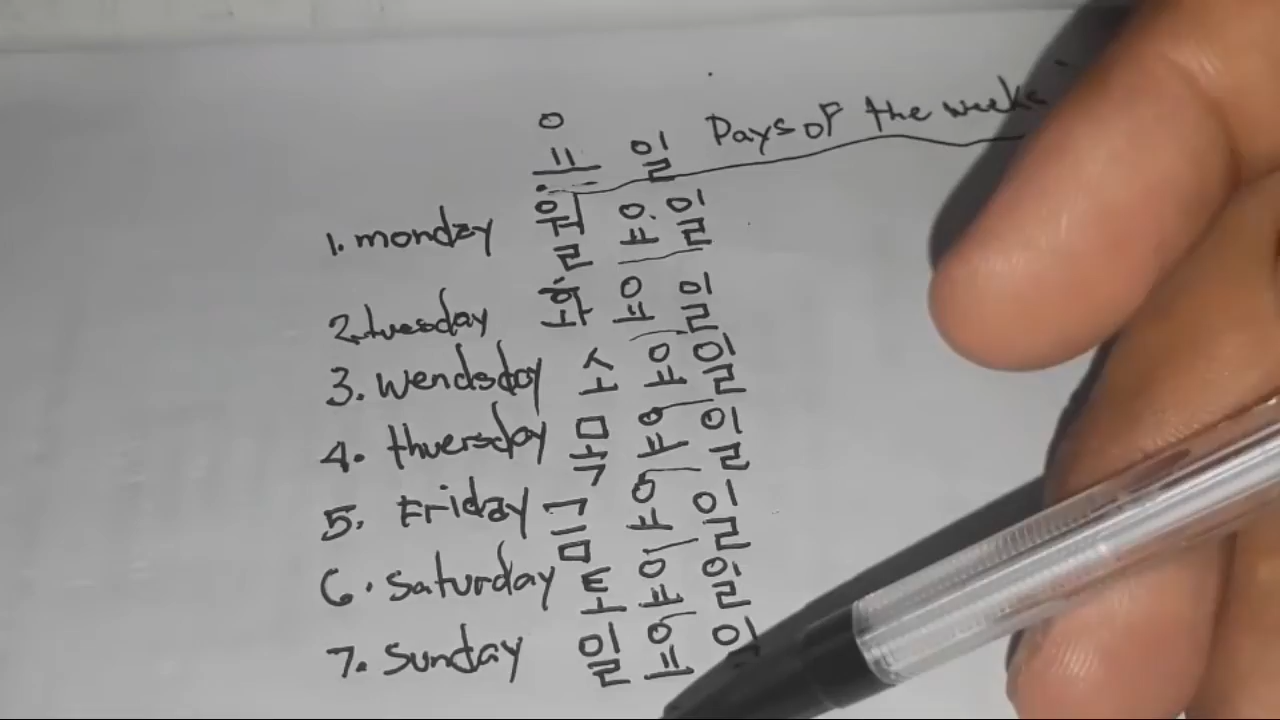 요일 Days of the weeks
1. monday 월요일
2. tuesday 화요일
3. wendsday 소요일
4. thuersday 목요일
5. Friday 금요일
6. saturday 토요일
7. Sunday 일요일